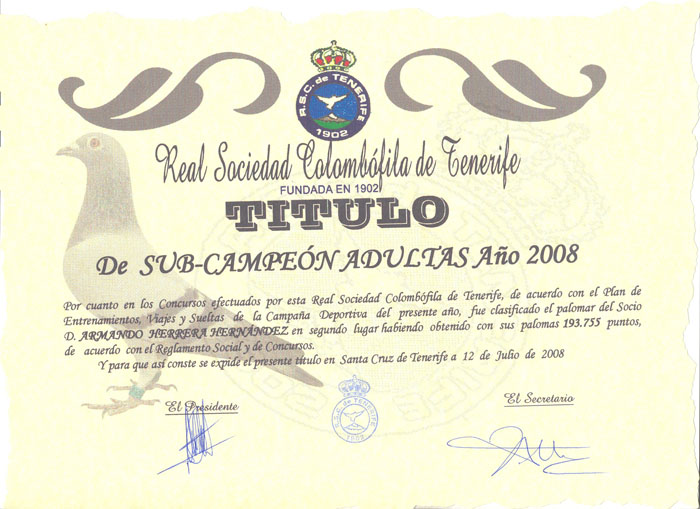 R.S.C. de TENERIFE
1902
Real Sociedad Colombófila de Tenerife
FUNDADA EN 1902
TITULO
De SUB-CAMPEÓN ADULTAS Año 2008
Por cuanto en los Concursos efectuados por esta Real Sociedad Colombófila de Tenerife, de acuerdo con el Plan de
Entrenamientos, Viajes y Sueltas de la Campaña Deportiva del presente año, fue clasificado el palomar del Socio
D. ARMANDO HERRERA HERNÁNDEZ en segundo lugar habiendo obtenido con sus palomas 193.755 puntos,
de acuerdo con el Reglamento Social y de Concursos.
Y para que así conste se expide el presente título en Santa Cruz de Tenerife a 12 de Julio de 2008
El Presidente
El Secretario
R.S.C. de TENERIFE
1902